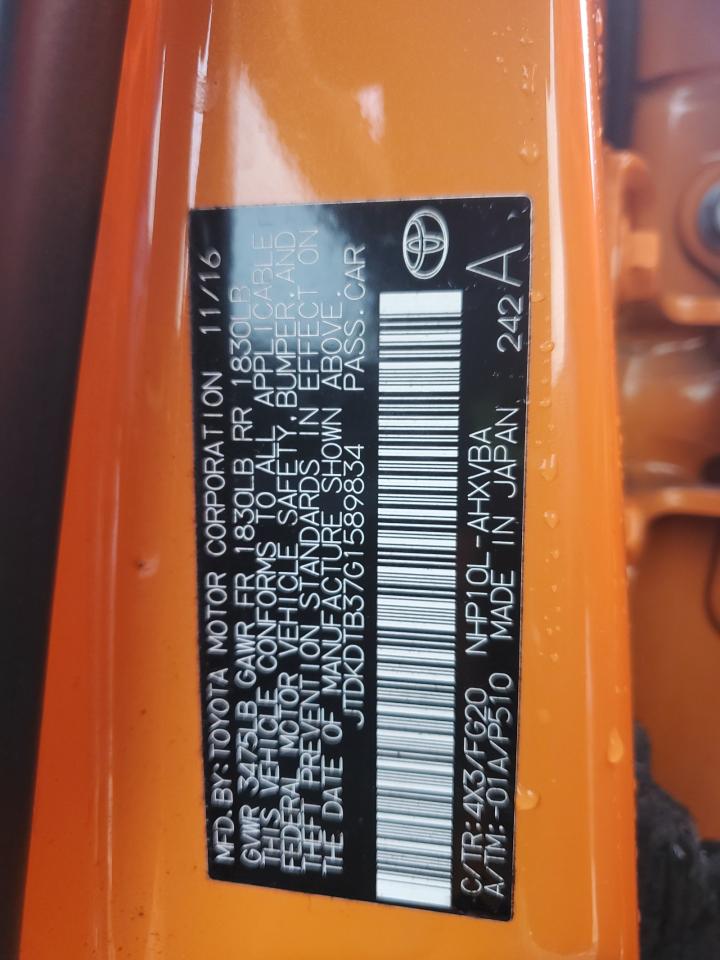 MFD.BY:TOYOTA MOTOR CORPORATION 11/16
GVWR 3475LB GAWR FR 1830LB RR 1830LB
THIS VEHICLE CONFORMS TO ALL APPLICABLE
FEDERAL MOTOR VEHICLE SAFETY,BUMPER,AND
THEFT PREVENTION STANDARDS IN EFFECT ON
THE DATE OF MANUFACTURE SHOWN ABOVE.
JTDKDTB37G1589834 PASS.CAR
C/TR:4X3/FG20 NHP10L-AHXVBA
A/TM:-01A/P510 MADE IN JAPAN 242 A